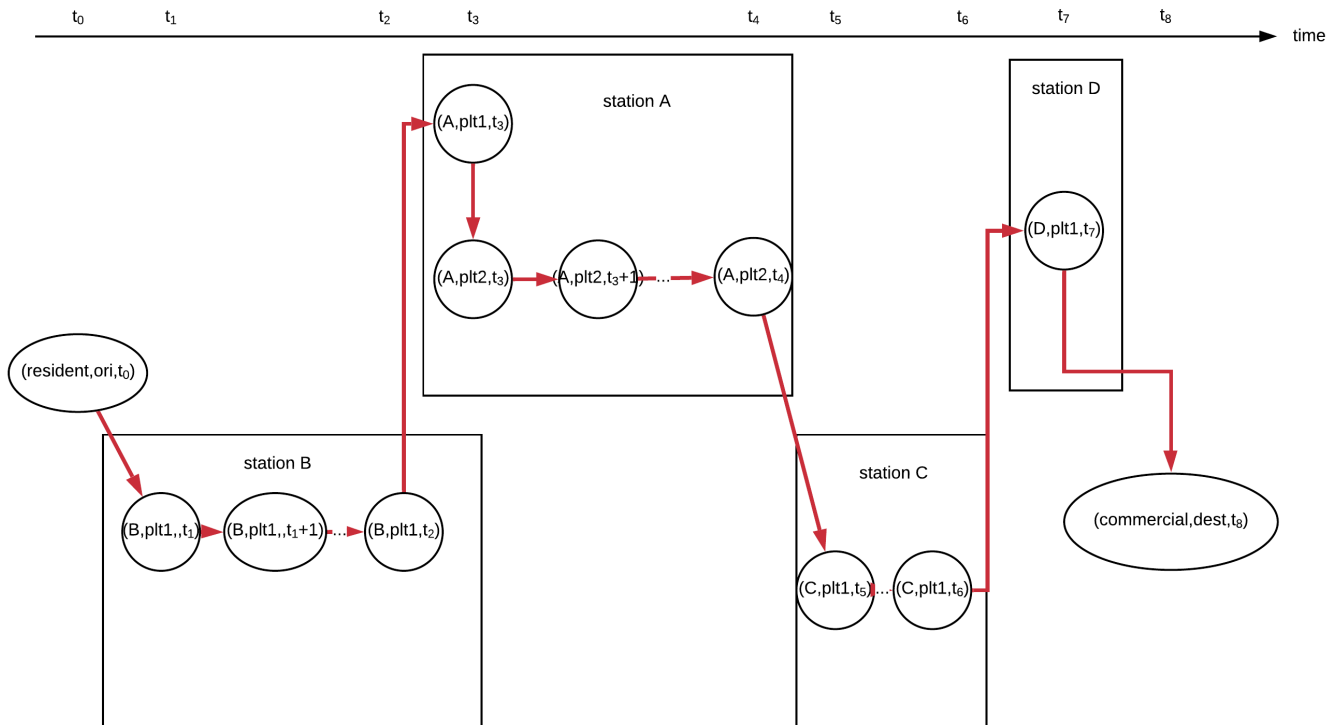 t₀ t₁ t₂ t₃ t₄ t₅ t₆ t₇ t₈
time
station A
station D
(A,plt1,t₃)
(D,plt1,t₇)
(A,plt2,t₃) (A,plt2,t₃+1) ... (A,plt2,t₄)
(resident,ori,t₀)
station B
station C
(commercial,dest,t₈)
(B,plt1,,t₁) (B,plt1,,t₁+1) ... (B,plt1,t₂)
(C,plt1,t₅) ... (C,plt1,t₆)